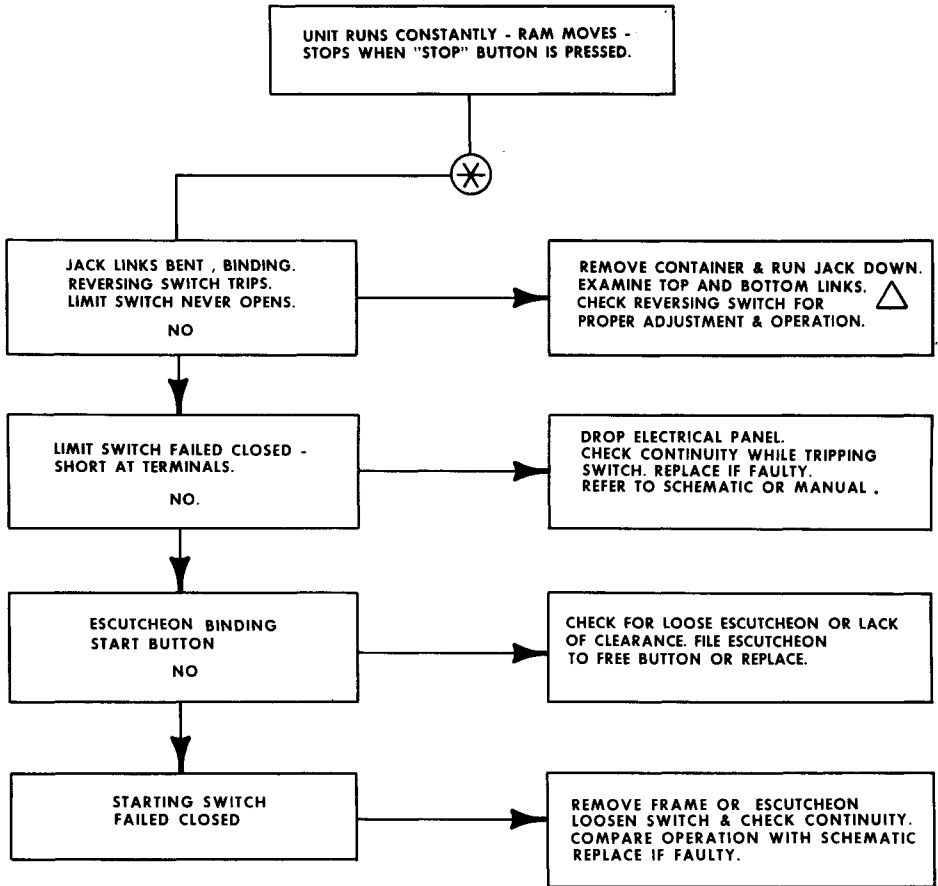 UNIT RUNS CONSTANTLY - RAM MOVES -
STOPS WHEN "STOP" BUTTON IS PRESSED.
JACK LINKS BENT , BINDING.
REVERSING SWITCH TRIPS.
LIMIT SWITCH NEVER OPENS.
NO
REMOVE CONTAINER & RUN JACK DOWN.
EXAMINE TOP AND BOTTOM LINKS.
CHECK REVERSING SWITCH FOR
PROPER ADJUSTMENT & OPERATION.
LIMIT SWITCH FAILED CLOSED -
SHORT AT TERMINALS.
NO.
DROP ELECTRICAL PANEL.
CHECK CONTINUITY WHILE TRIPPING
SWITCH. REPLACE IF FAULTY.
REFER TO SCHEMATIC OR MANUAL .
ESCUTCHEON BINDING
START BUTTON
NO
CHECK FOR LOOSE ESCUTCHEON OR LACK
OF CLEARANCE. FILE ESCUTCHEON
TO FREE BUTTON OR REPLACE.
STARTING SWITCH
FAILED CLOSED
REMOVE FRAME OR ESCUTCHEON
LOOSEN SWITCH & CHECK CONTINUITY.
COMPARE OPERATION WITH SCHEMATIC
REPLACE IF FAULTY.